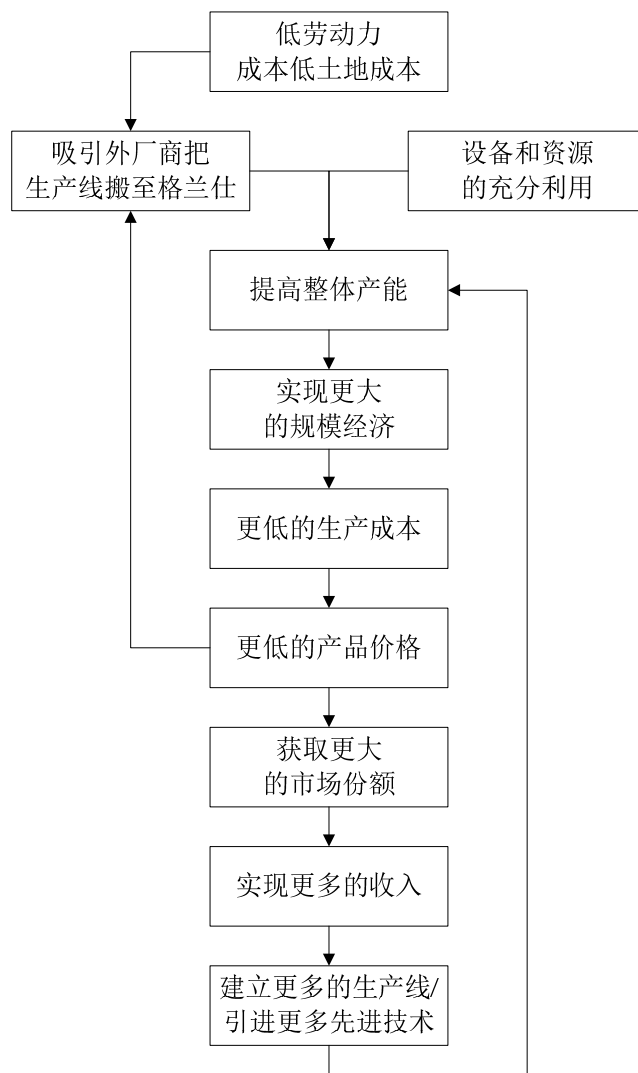 低劳动力
成本低土地成本
吸引外厂商把
生产线搬至格兰仕
设备和资源
的充分利用
提高整体产能
实现更大
的规模经济
更低的生产成本
更低的产品价格
获取更大
的市场份额
实现更多的收入
建立更多的生产线/
引进更多先进技术